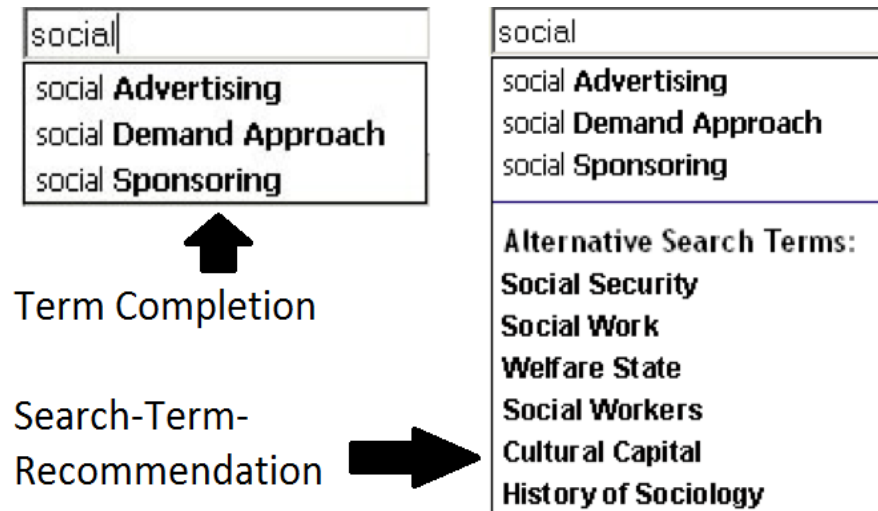 social
social Advertising
social Demand Approach
social Sponsoring
Term Completion
Search-Term-
Recommendation
social
social Advertising
social Demand Approach
social Sponsoring
Alternative Search Terms:
Social Security
Social Work
Welfare State
Social Workers
Cultural Capital
History of Sociology